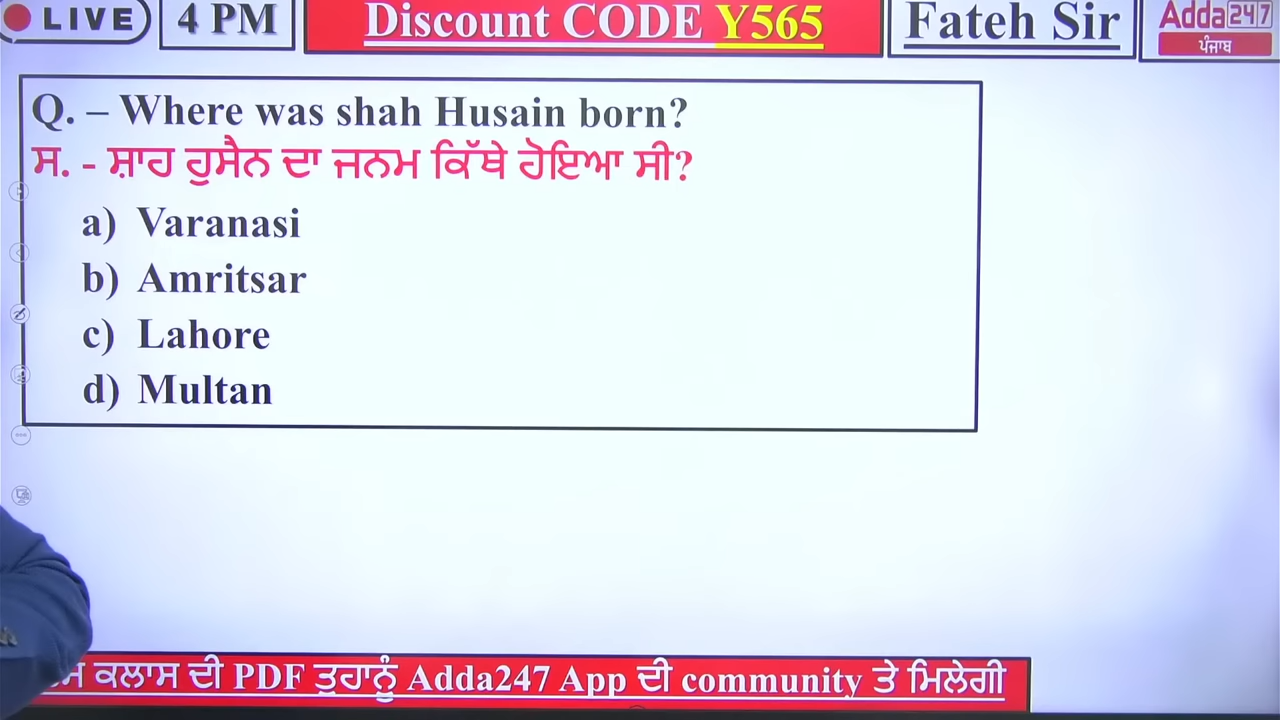 LIVE
4 PM
Discount CODE Y565
Fateh Sir
Adda247
ਪੰਜਾਬ
Q. – Where was shah Husain born?
ਸ. - ਸ਼ਾਹ ਹੁਸੈਨ ਦਾ ਜਨਮ ਕਿੱਥੇ ਹੋਇਆ ਸੀ?
a) Varanasi
b) Amritsar
c) Lahore
d) Multan
ਕਲਾਸ ਦੀ PDF ਤੁਹਾਨੂੰ Adda247 App ਦੀ community ਤੇ ਮਿਲੇਗੀ